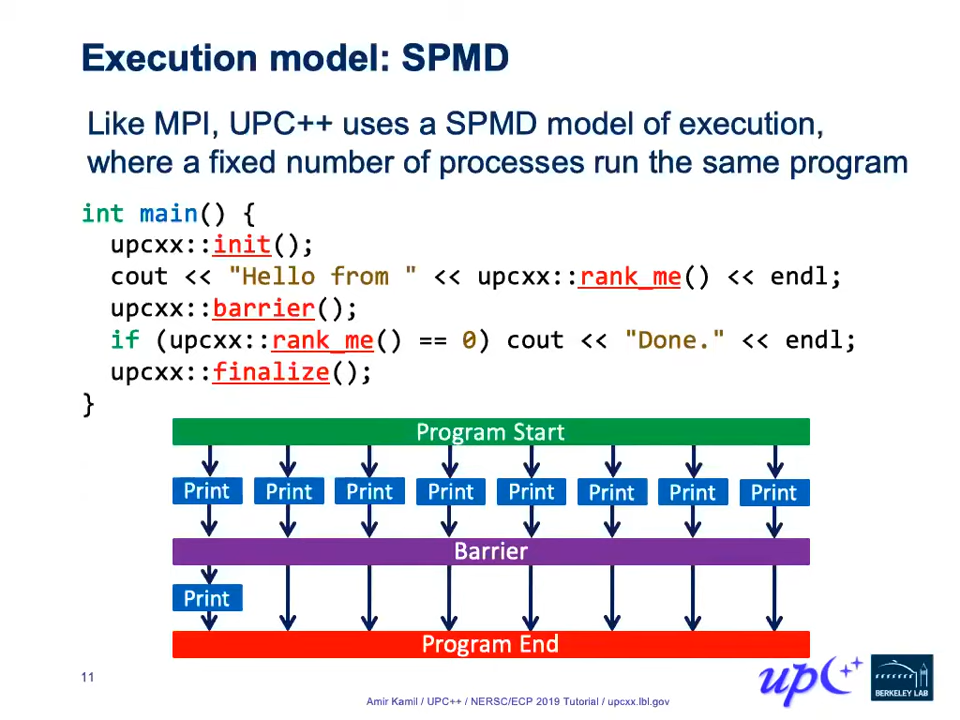 Execution model: SPMD
Like MPI, UPC++ uses a SPMD model of execution,
where a fixed number of processes run the same program
int main() {
  upcxx::init();
  cout << "Hello from " << upcxx::rank_me() << endl;
  upcxx::barrier();
  if (upcxx::rank_me() == 0) cout << "Done." << endl;
  upcxx::finalize();
}
Program Start
Print Print Print Print Print Print Print Print
Barrier
Print
Program End
11
upC++
BERKELEY LAB
Amir Kamil / UPC++ / NERSC/ECP 2019 Tutorial / upcxx.lbl.gov